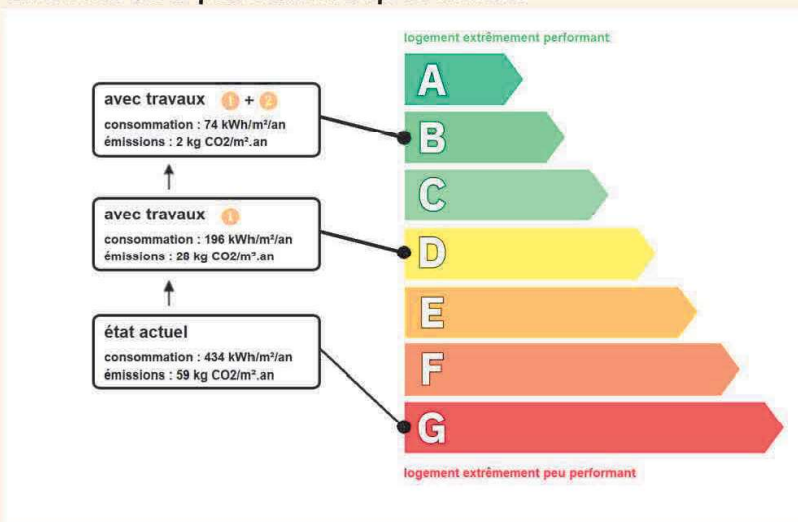 logement extrêmement performant
A
avec travaux 1 + 2
consommation : 74 kWh/m²/an
émissions : 2 kg CO2/m².an
B
C
avec travaux 1
consommation : 196 kWh/m²/an
émissions : 28 kg CO2/m².an
D
E
état actuel
consommation : 434 kWh/m²/an
émissions : 59 kg CO2/m².an
F
G
logement extrêmement peu performant